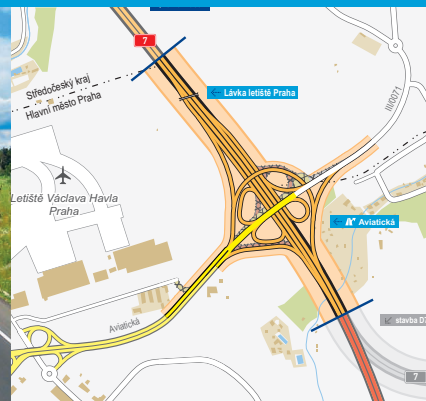 7
Středočeský kraj
Hlavní město Praha
Lávka letiště Praha
III/0071
Letiště Václava Havla
Praha
Aviatická
Aviatická
stavba D7
7